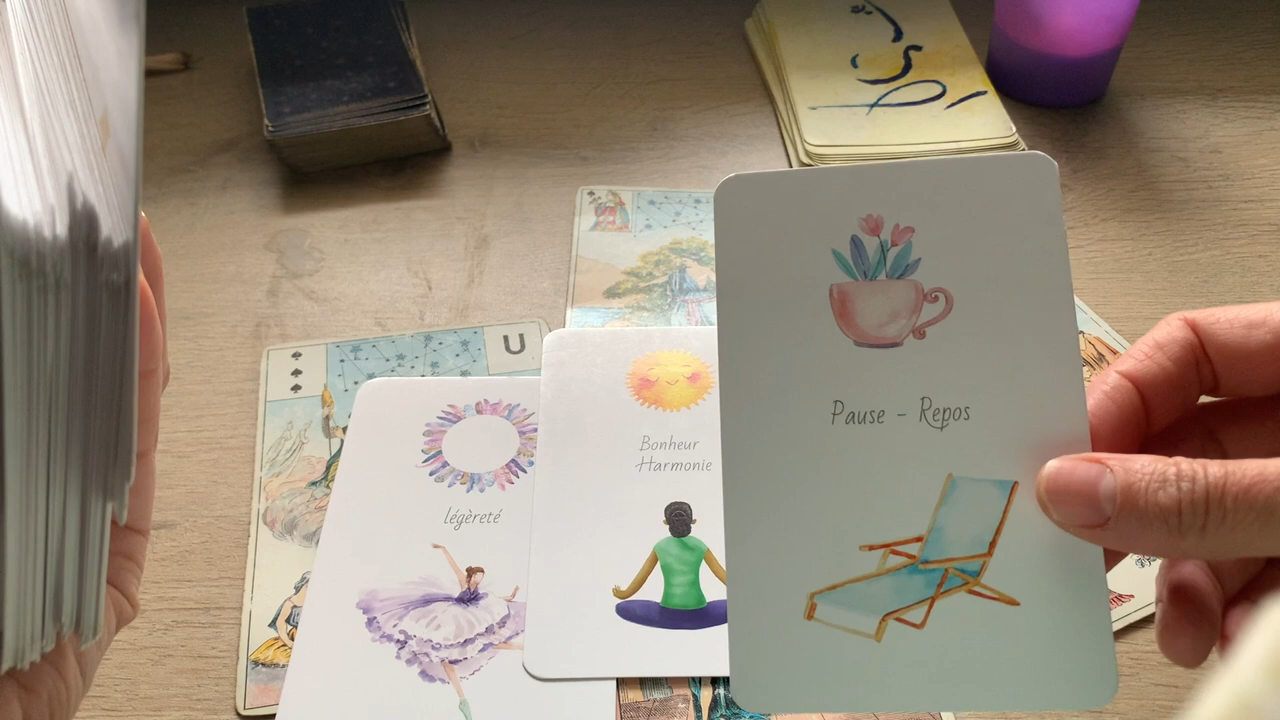 U
légèreté
Bonheur
Harmonie
Pause - Repos